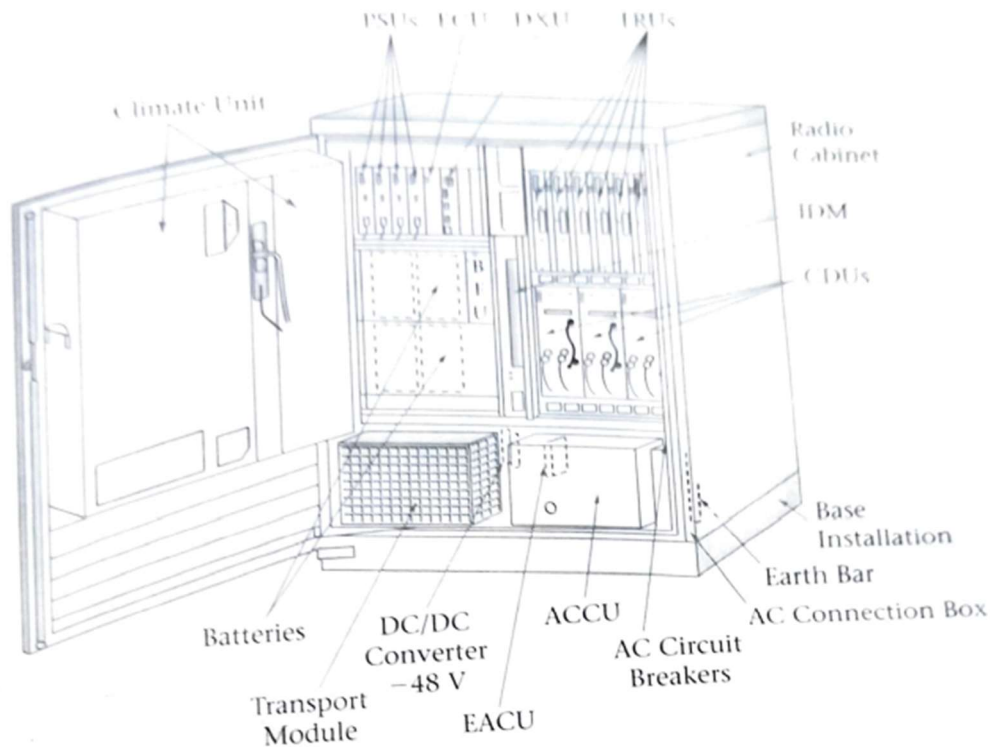 PSUs ECU DXU TRUs
Climate Unit
Radio
Cabinet
IDM
CDUs
B
F
U
Base
Installation
Earth Bar
AC Connection Box
Batteries
DC/DC
Converter
−48 V
ACCU
AC Circuit
Breakers
Transport
Module
EACU